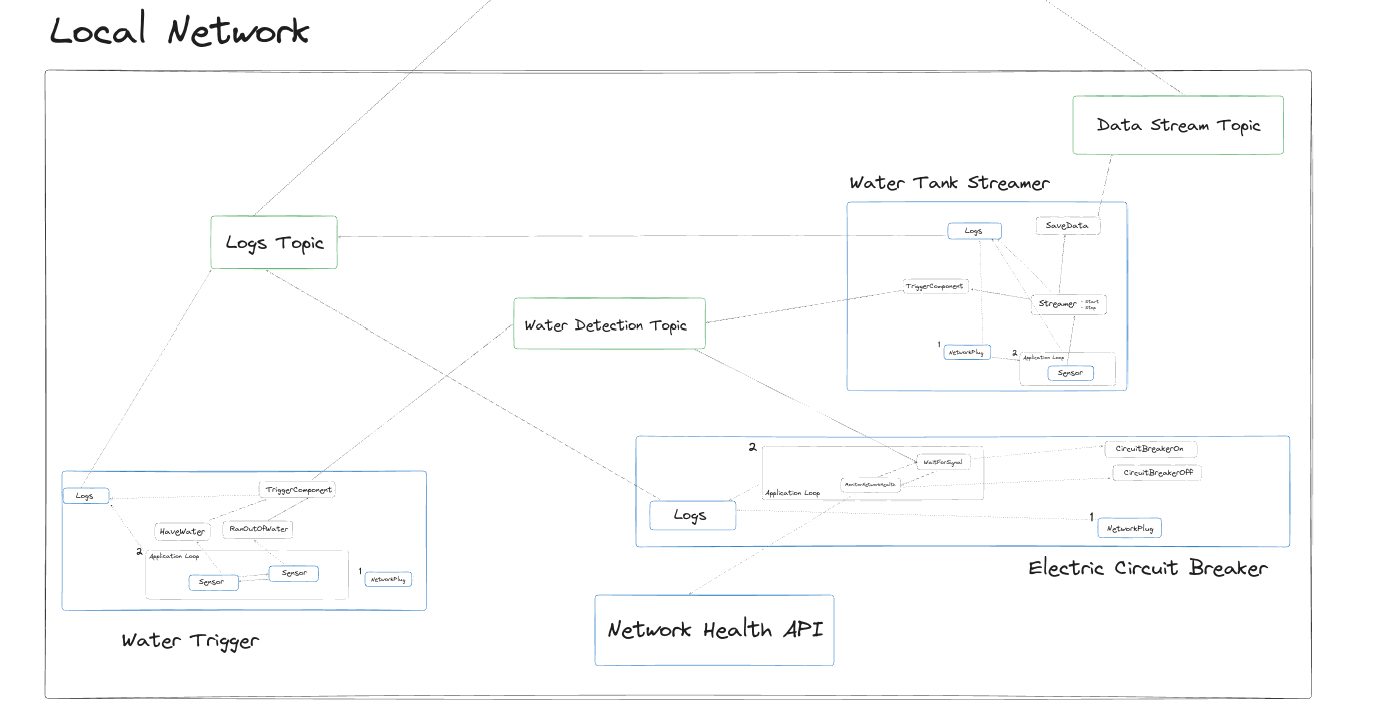 Local Network
Data Stream Topic
Water Tank Streamer
Logs Topic
Logs
SaveData
TriggerComponent
Streamer
- Start
- Stop
Water Detection Topic
1
NetworkPlug
2
Application Loop
Sensor
2
WaitForSignal
CircuitBreakerOn
MonitorNetworkHealth
CircuitBreakerOff
Application Loop
Logs
1
NetworkPlug
Electric Circuit Breaker
Logs
TriggerComponent
HaveWater
RanOutOfWater
2
Application Loop
Sensor
Sensor
1
NetworkPlug
Water Trigger
Network Health API